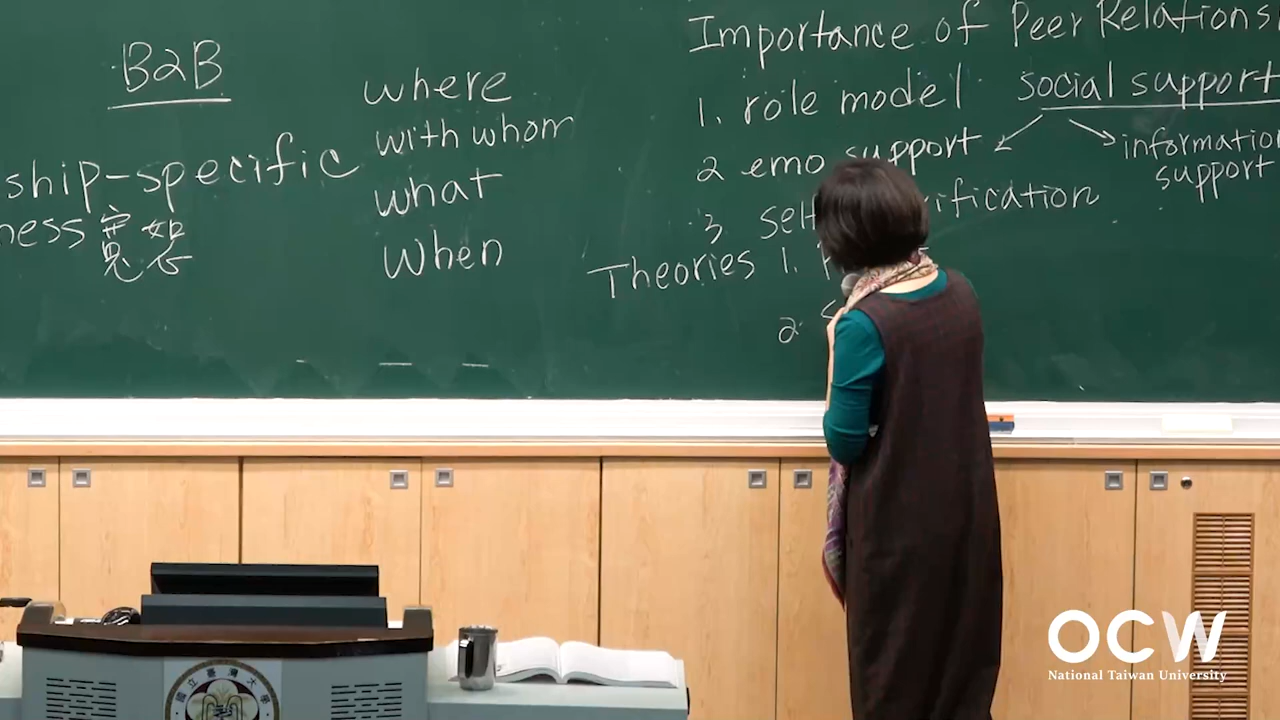 B2B
ship-specific
ness 寬恕
where
with whom
what
When
Importance of Peer Relations
1. role model
2 emo support
3 self ification
social support
information
support
Theories 1.
2.
OCW
National Taiwan University